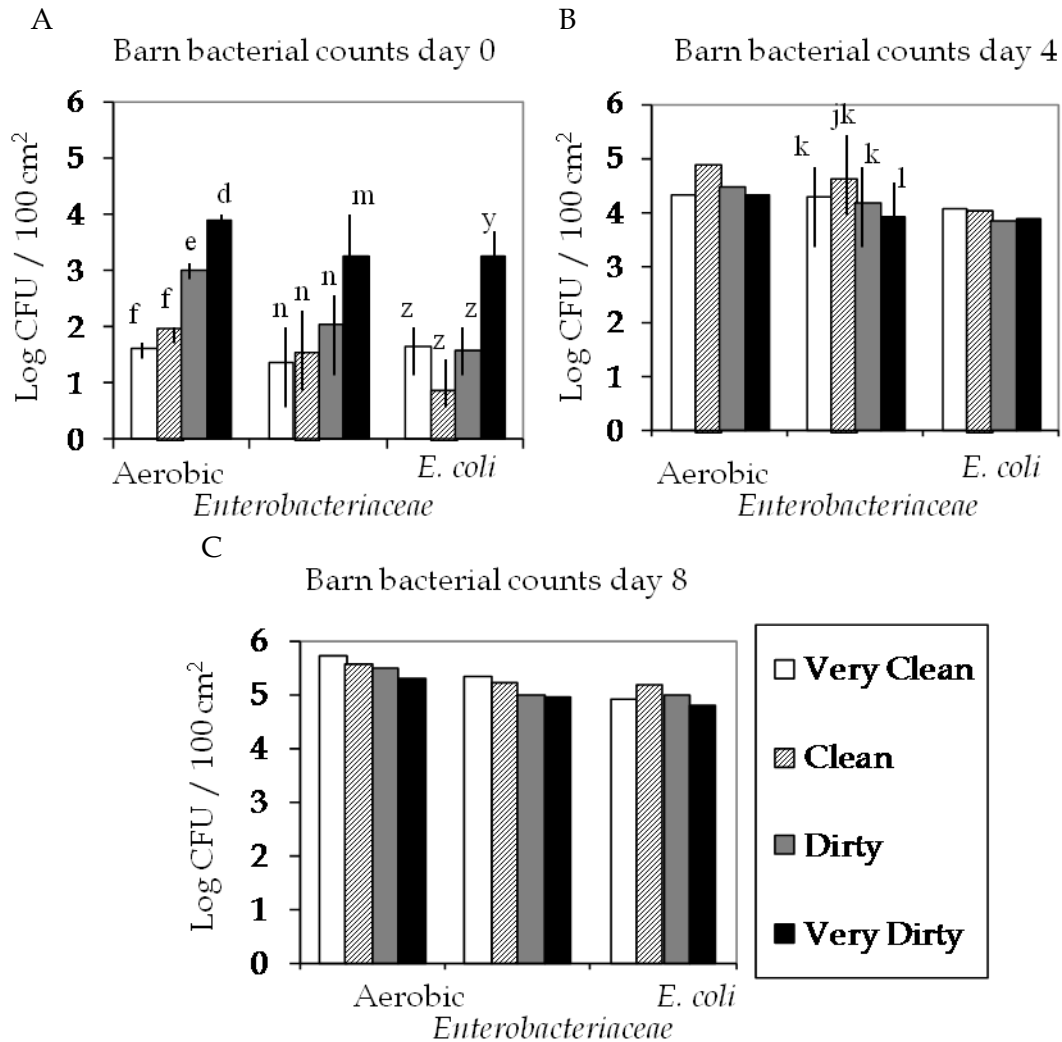 A
Barn bacterial counts day 0
Log CFU / 100 cm²
6
5
4
3
2
1
0
f
f
e
d
n
n
n
m
z
z
z
y
Aerobic
E. coli
Enterobacteriaceae
B
Barn bacterial counts day 4
Log CFU / 100 cm²
6
5
4
3
2
1
0
k
jk
k
l
Aerobic
E. coli
Enterobacteriaceae
C
Barn bacterial counts day 8
Log CFU / 100 cm²
6
5
4
3
2
1
0
Aerobic
E. coli
Enterobacteriaceae
Very Clean
Clean
Dirty
Very Dirty